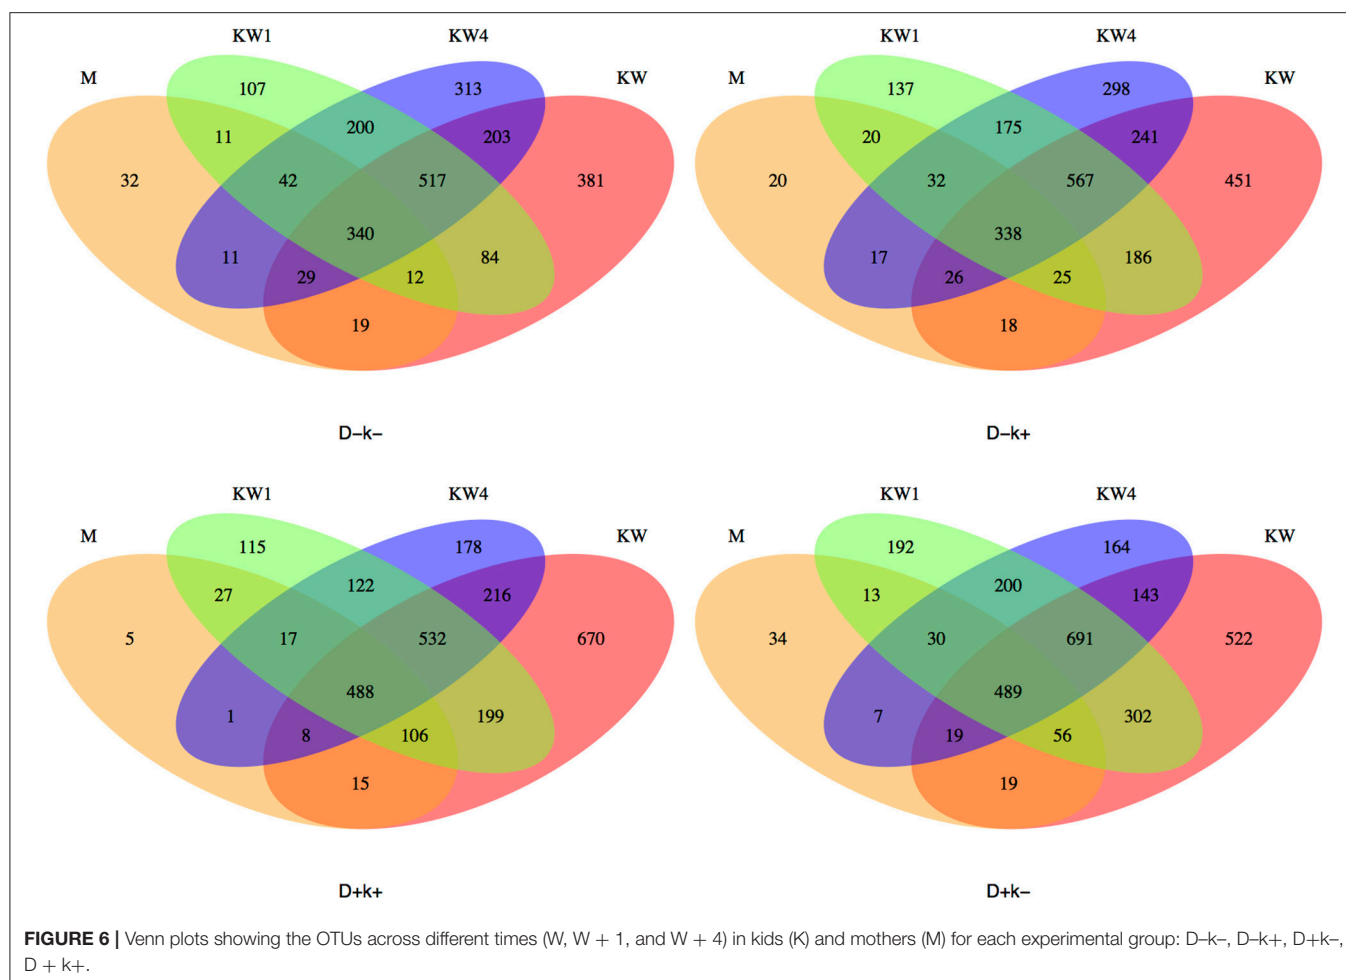 KW1 KW4
M KW
107 313
11 200 203
32 42 517 381
340
11 29 12 84
19
D–k–
KW1 KW4
M KW
137 298
20 175 241
20 32 567 451
338
17 26 25 186
18
D–k+
KW1 KW4
M KW
115 178
27 122 216
5 17 532 670
488
1 8 106 199
15
D+k+
KW1 KW4
M KW
192 164
13 200 143
34 30 691 522
489
7 19 56 302
19
D+k–
FIGURE 6 | Venn plots showing the OTUs across different times (W, W + 1, and W + 4) in kids (K) and mothers (M) for each experimental group: D–k–, D–k+, D+k–,
D + k+.